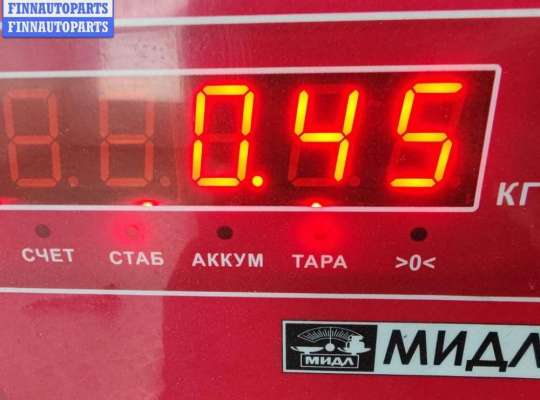 FINNAUTOPARTS
FINNAUTOPARTS
0.45
КГ
СЧЕТ СТАБ АККУМ ТАРА >0<
МИДЛ МИДЛ